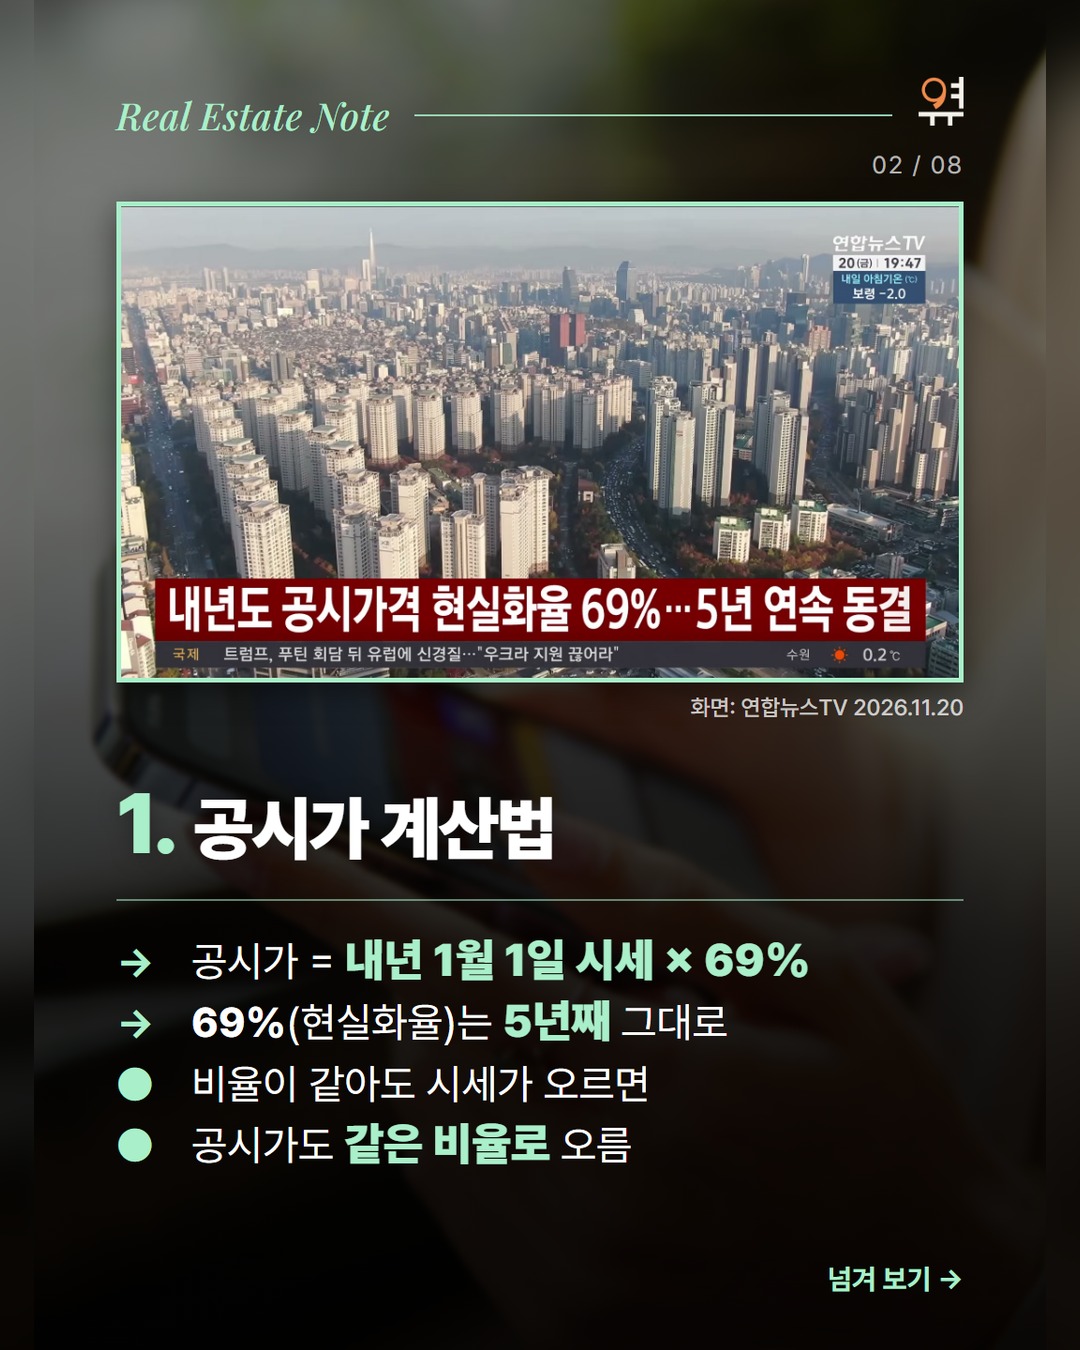 Real Estate Note
02 / 08
연합뉴스TV
20(금) 19:47
내일 아침기온 (℃)
보령 -2.0
내년도 공시가격 현실화율 69%…5년 연속 동결
국제 트럼프, 푸틴 회담 뒤 유럽에 신경질…"우크라 지원 끊어라" 수원 0.2℃
화면: 연합뉴스TV 2026.11.20
1. 공시가 계산법
→ 공시가 = 내년 1월 1일 시세 × 69%
→ 69%(현실화율)는 5년째 그대로
● 비율이 같아도 시세가 오르면
● 공시가도 같은 비율로 오름
넘겨 보기 →